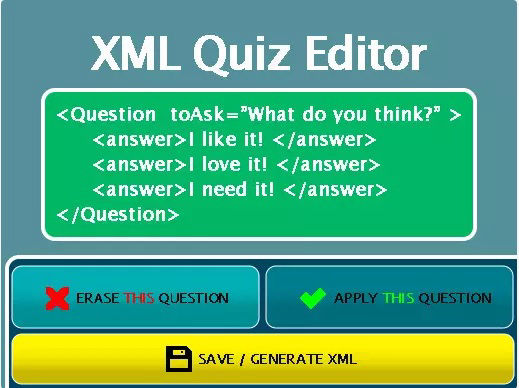 XML Quiz Editor
<Question  toAsk=”What do you think?” >
<answer>I like it! </answer>
<answer>I love it! </answer>
<answer>I need it! </answer>
</Question>
ERASE THIS QUESTION
APPLY THIS QUESTION
SAVE / GENERATE XML